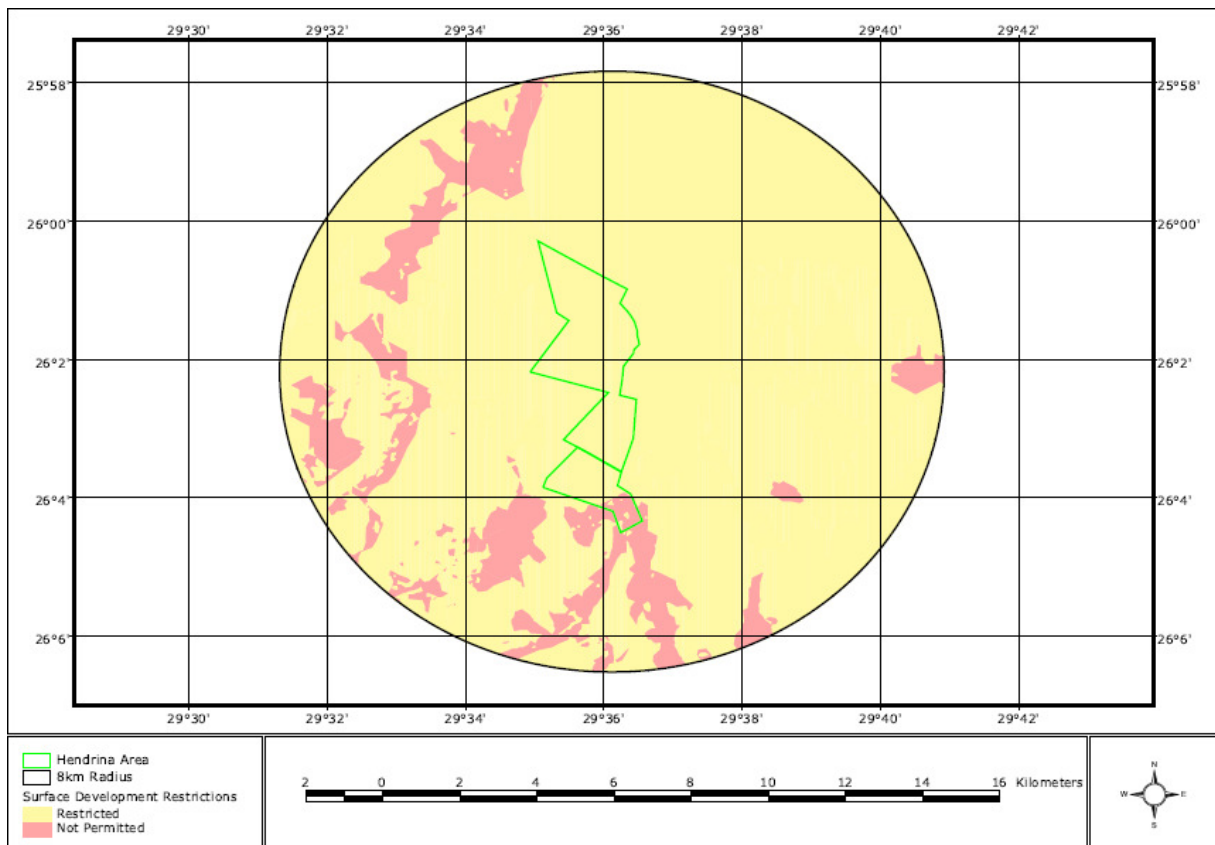 29°30' 29°32' 29°34' 29°36' 29°38' 29°40' 29°42'
25°58' 25°58'
26°00' 26°00'
26°2' 26°2'
26°4' 26°4'
26°6' 26°6'
29°30' 29°32' 29°34' 29°36' 29°38' 29°40' 29°42'
Hendrina Area
8km Radius
Surface Development Restrictions
Restricted
Not Permitted
2 0 2 4 6 8 10 12 14 16 Kilometers
N
W E
S